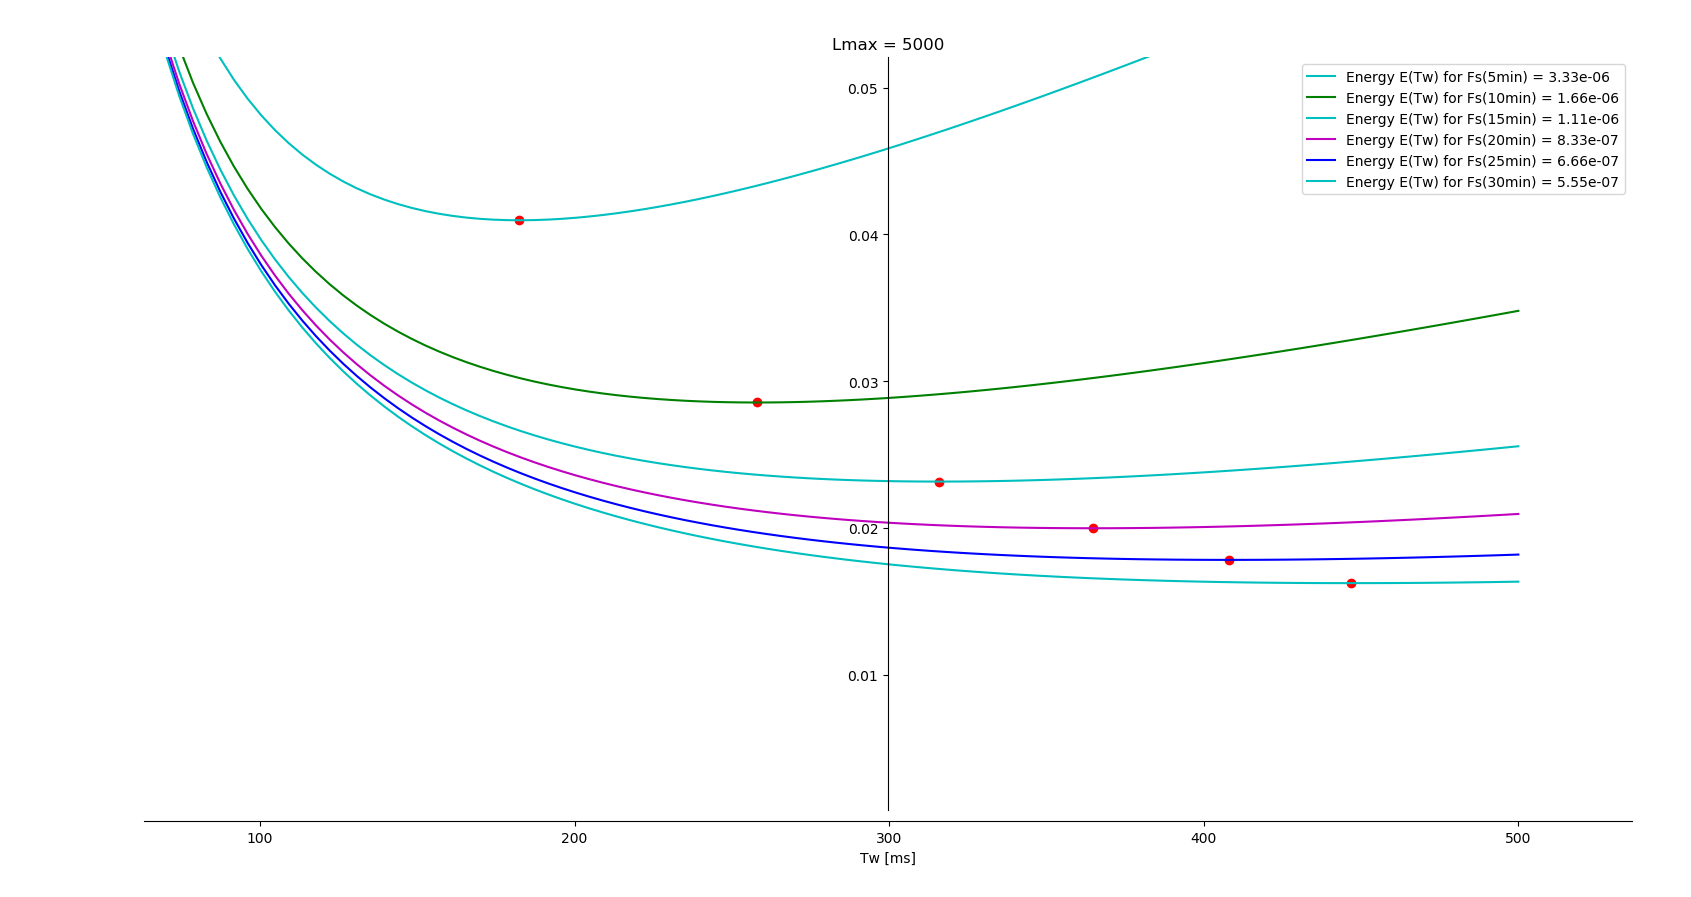 Lmax = 5000
Energy E(Tw) for Fs(5min) = 3.33e-06
Energy E(Tw) for Fs(10min) = 1.66e-06
Energy E(Tw) for Fs(15min) = 1.11e-06
Energy E(Tw) for Fs(20min) = 8.33e-07
Energy E(Tw) for Fs(25min) = 6.66e-07
Energy E(Tw) for Fs(30min) = 5.55e-07
0.05
0.04
0.03
0.02
0.01
100 200 300 400 500
Tw [ms]